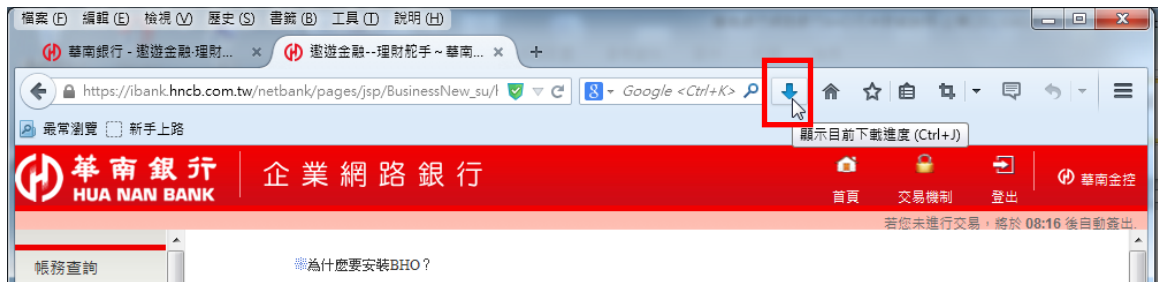 檔案(F) 編輯(E) 檢視(V) 歷史(S) 書籤(B) 工具(T) 說明(H)
華南銀行 - 遨遊金融‧理財... × 遨遊金融--理財舵手~華南... × +
https://ibank.hncb.com.tw/netbank/pages/jsp/BusinessNew_su/ Google <Ctrl+K>
最常瀏覽 新手上路
顯示目前下載進度 (Ctrl+J)
華南銀行 企業網路銀行
HUA NAN BANK
首頁 交易機制 登出 華南金控
若您未進行交易，將於 08:16 後自動簽出.
帳務查詢
為什麼要安裝BHO？